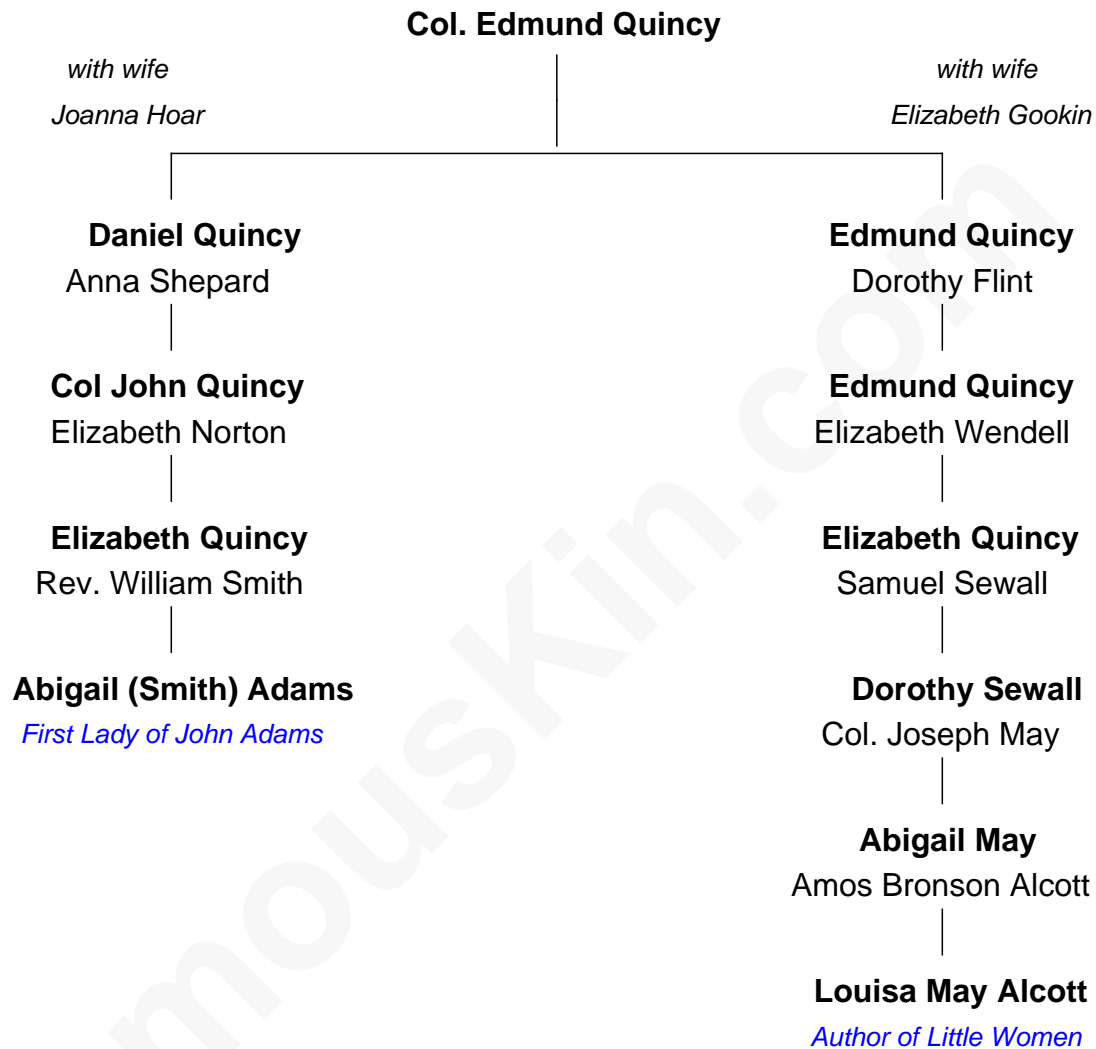 Col. Edmund Quincy
with wife
Joanna Hoar
with wife
Elizabeth Gookin
Daniel Quincy
Anna Shepard
Edmund Quincy
Dorothy Flint
Col John Quincy
Elizabeth Norton
Edmund Quincy
Elizabeth Wendell
Elizabeth Quincy
Rev. William Smith
Elizabeth Quincy
Samuel Sewall
Abigail (Smith) Adams
First Lady of John Adams
Dorothy Sewall
Col. Joseph May
Abigail May
Amos Bronson Alcott
Louisa May Alcott
Author of Little Women
mousKin.com